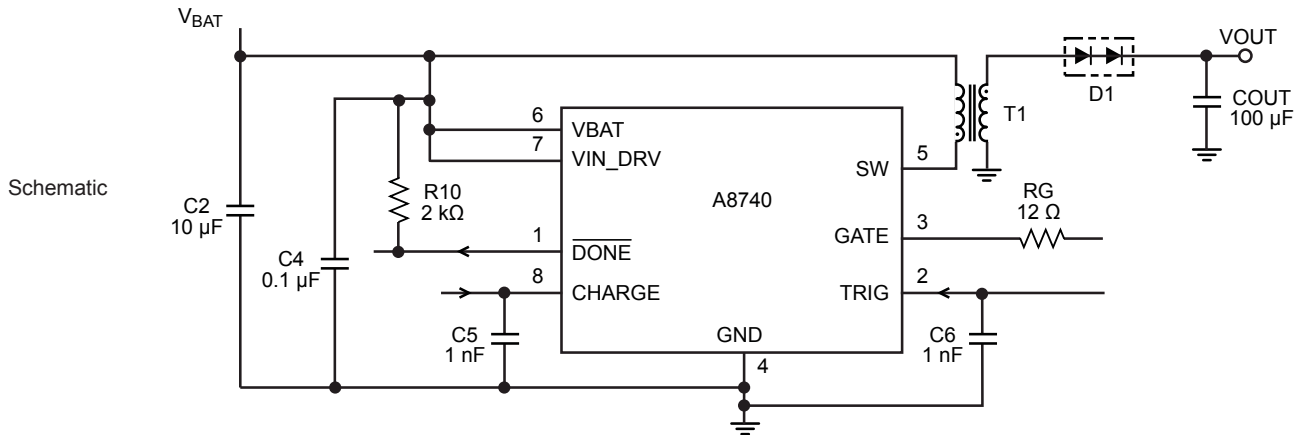 VBAT
VOUT
D1
COUT
100 µF
T1
6
VBAT
7
VIN_DRV
5
SW
Schematic
R10
2 kΩ
A8740
RG
12 Ω
C2
10 µF
3
GATE
1
DONE
C4
0.1 µF
8
CHARGE
2
TRIG
C5
1 nF
GND
4
C6
1 nF